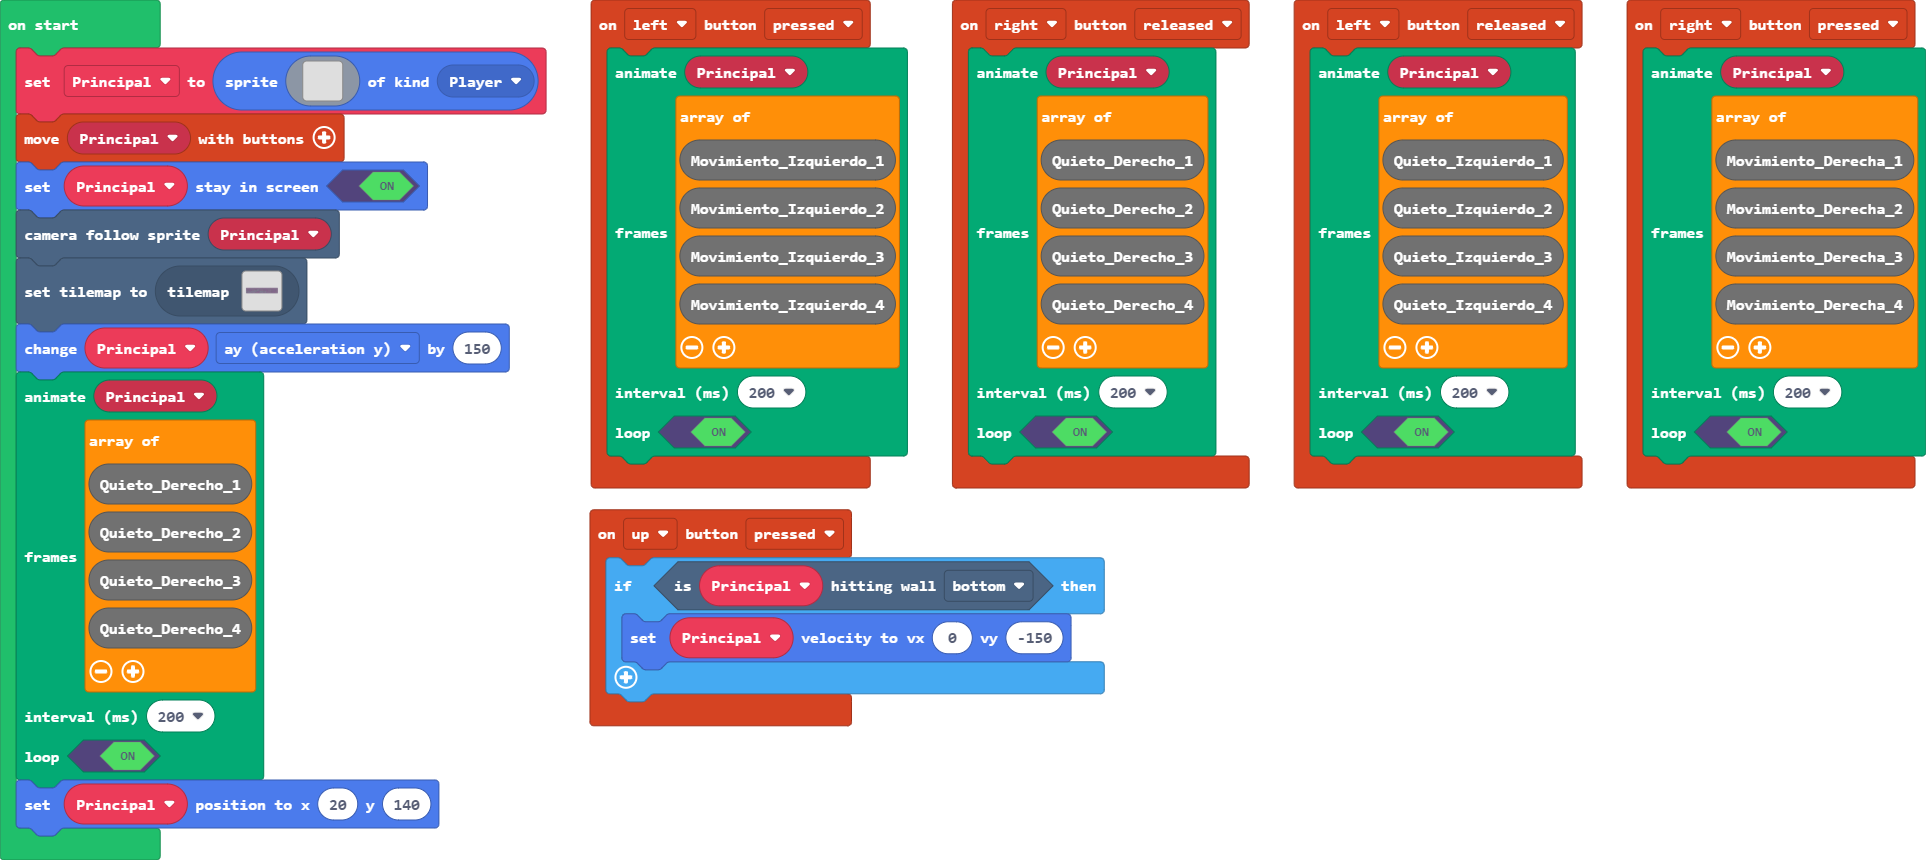 on start
set Principal to sprite of kind Player
move Principal with buttons
set Principal stay in screen ON
camera follow sprite Principal
set tilemap to tilemap
change Principal ay (acceleration y) by 150
animate Principal
array of
Quieto_Derecho_1
Quieto_Derecho_2
frames
Quieto_Derecho_3
Quieto_Derecho_4
interval (ms) 200
loop ON
set Principal position to x 20 y 140
on left button pressed
animate Principal
array of
Movimiento_Izquierdo_1
Movimiento_Izquierdo_2
frames
Movimiento_Izquierdo_3
Movimiento_Izquierdo_4
interval (ms) 200
loop ON
on right button released
animate Principal
array of
Quieto_Derecho_1
Quieto_Derecho_2
frames
Quieto_Derecho_3
Quieto_Derecho_4
interval (ms) 200
loop ON
on left button released
animate Principal
array of
Quieto_Izquierdo_1
Quieto_Izquierdo_2
frames
Quieto_Izquierdo_3
Quieto_Izquierdo_4
interval (ms) 200
loop ON
on right button pressed
animate Principal
array of
Movimiento_Derecha_1
Movimiento_Derecha_2
frames
Movimiento_Derecha_3
Movimiento_Derecha_4
interval (ms) 200
loop ON
on up button pressed
if is Principal hitting wall bottom then
set Principal velocity to vx 0 vy -150